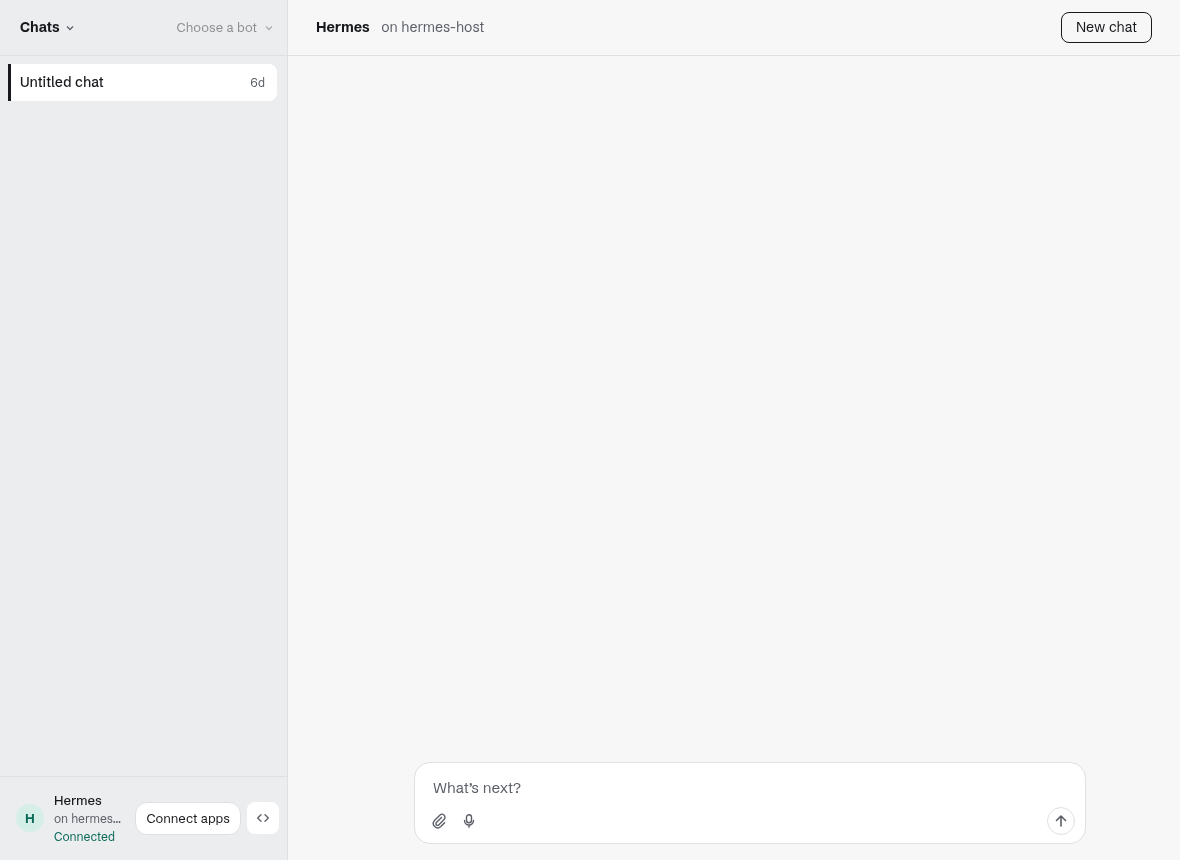 Chats
Choose a bot
Hermes on hermes-host
New chat
Untitled chat 6d
What's next?
H
Hermes
on hermes…
Connected
Connect apps